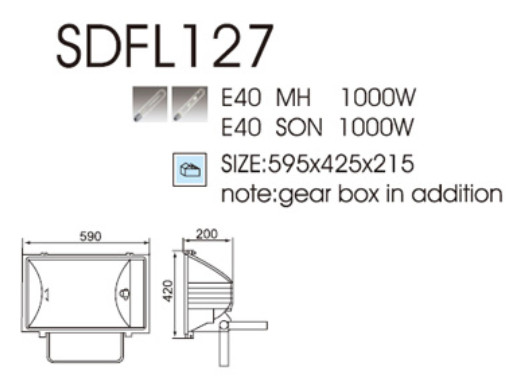 SDFL127
E40 MH 1000W
E40 SON 1000W
SIZE:595x425x215
note:gear box in addition
590
200
420